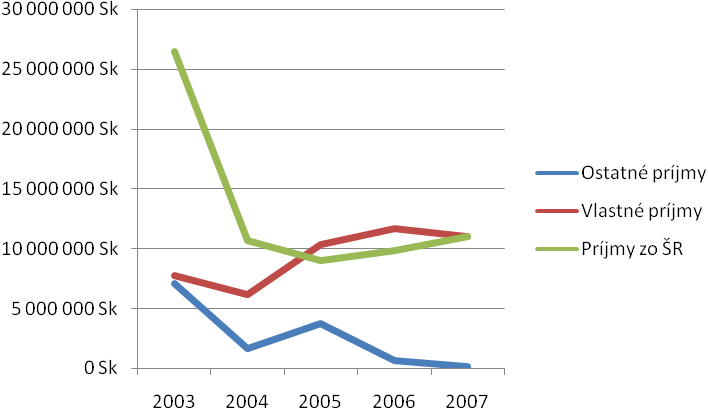 30 000 000 Sk
25 000 000 Sk
20 000 000 Sk
15 000 000 Sk
10 000 000 Sk
5 000 000 Sk
0 Sk
2003 2004 2005 2006 2007
Ostatné príjmy
Vlastné príjmy
Príjmy zo ŠR